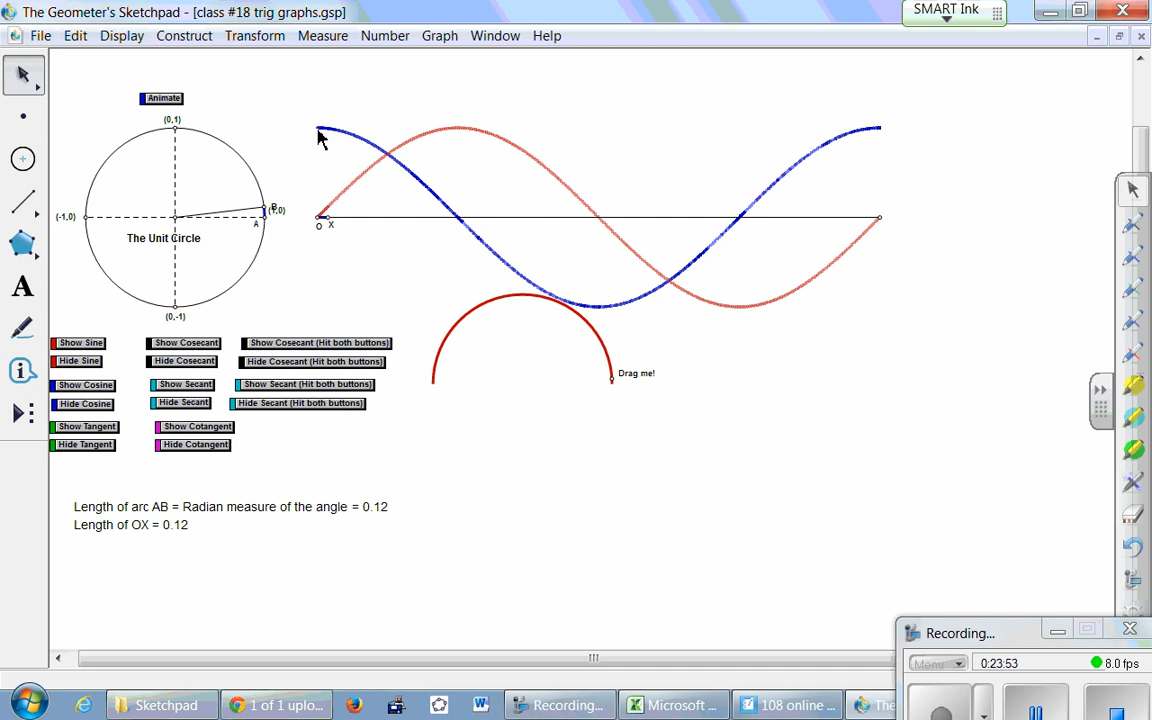 The Geometer's Sketchpad - [class #18 trig graphs.gsp]
SMART Ink
File Edit Display Construct Transform Measure Number Graph Window Help
Animate
(0,1)
(-1,0)
B
(1,0)
A
The Unit Circle
(0,-1)
O X
Drag me!
Show Sine Show Cosecant Show Cosecant (Hit both buttons)
Hide Sine Hide Cosecant Hide Cosecant (Hit both buttons)
Show Cosine Show Secant Show Secant (Hit both buttons)
Hide Cosine Hide Secant Hide Secant (Hit both buttons)
Show Tangent Show Cotangent
Hide Tangent Hide Cotangent
Length of arc AB = Radian measure of the angle = 0.12
Length of OX = 0.12
A
Recording...
Menu 0:23:53 8.0 fps
Sketchpad 1 of 1 uplo... Recording... Microsoft ... 108 online ... The